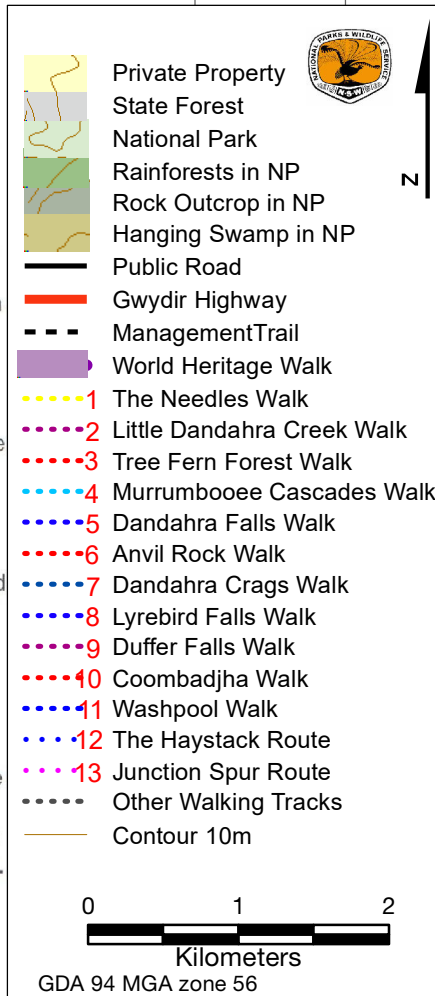 NATIONAL PARKS & WILDLIFE SERVICE
N.S.W.
N
Private Property
State Forest
National Park
Rainforests in NP
Rock Outcrop in NP
Hanging Swamp in NP
Public Road
Gwydir Highway
ManagementTrail
World Heritage Walk
1 The Needles Walk
2 Little Dandahra Creek Walk
3 Tree Fern Forest Walk
4 Murrumbooee Cascades Walk
5 Dandahra Falls Walk
6 Anvil Rock Walk
7 Dandahra Crags Walk
8 Lyrebird Falls Walk
9 Duffer Falls Walk
10 Coombadjha Walk
11 Washpool Walk
12 The Haystack Route
13 Junction Spur Route
Other Walking Tracks
Contour 10m
0 1 2
Kilometers
GDA 94 MGA zone 56